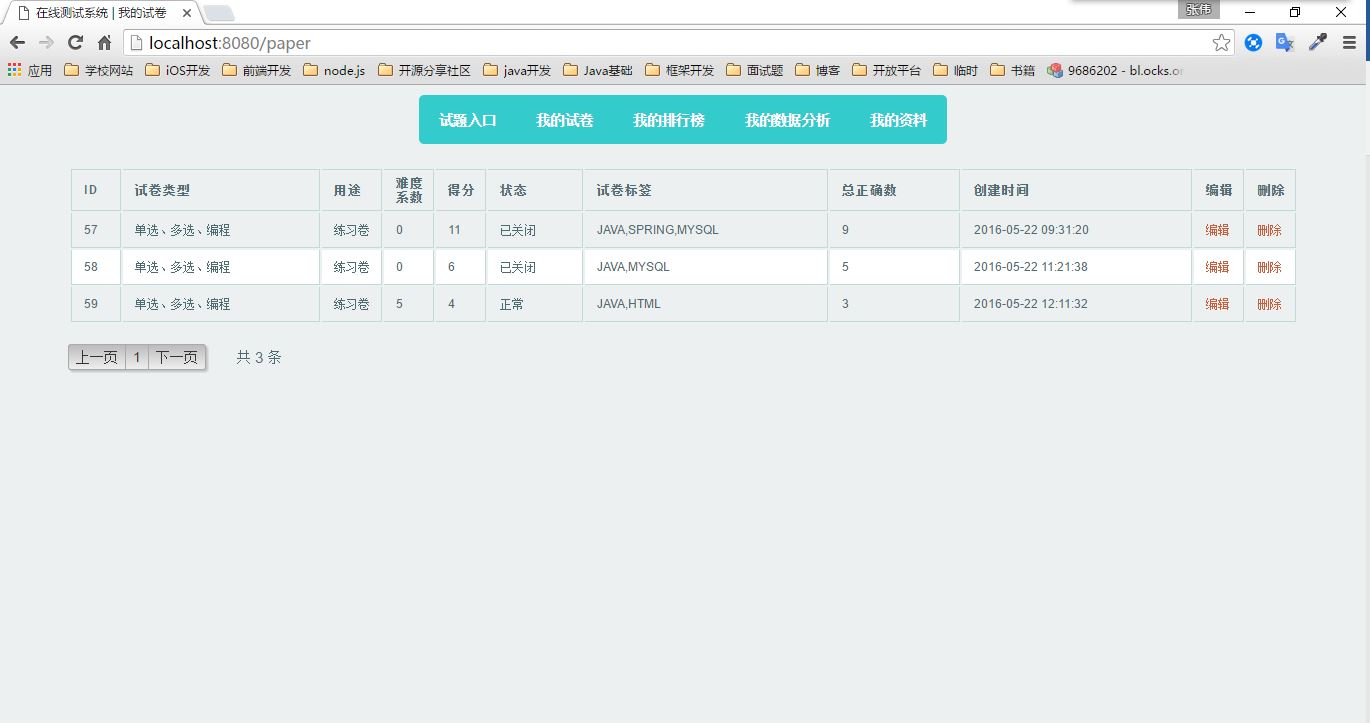 在线测试系统 | 我的试卷
张伟
localhost:8080/paper
应用 学校网站 iOS开发 前端开发 node.js 开源分享社区 java开发 Java基础 框架开发 面试题 博客 开放平台 临时 书籍 9686202 - bl.ocks.or
试题入口 我的试卷 我的排行榜 我的数据分析 我的资料
ID 试卷类型 用途 难度系数 得分 状态 试卷标签 总正确数 创建时间 编辑 删除
57 单选、多选、编程 练习卷 0 11 已关闭 JAVA,SPRING,MYSQL 9 2016-05-22 09:31:20 编辑 删除
58 单选、多选、编程 练习卷 0 6 已关闭 JAVA,MYSQL 5 2016-05-22 11:21:38 编辑 删除
59 单选、多选、编程 练习卷 5 4 正常 JAVA,HTML 3 2016-05-22 12:11:32 编辑 删除
上一页 1 下一页 共 3 条